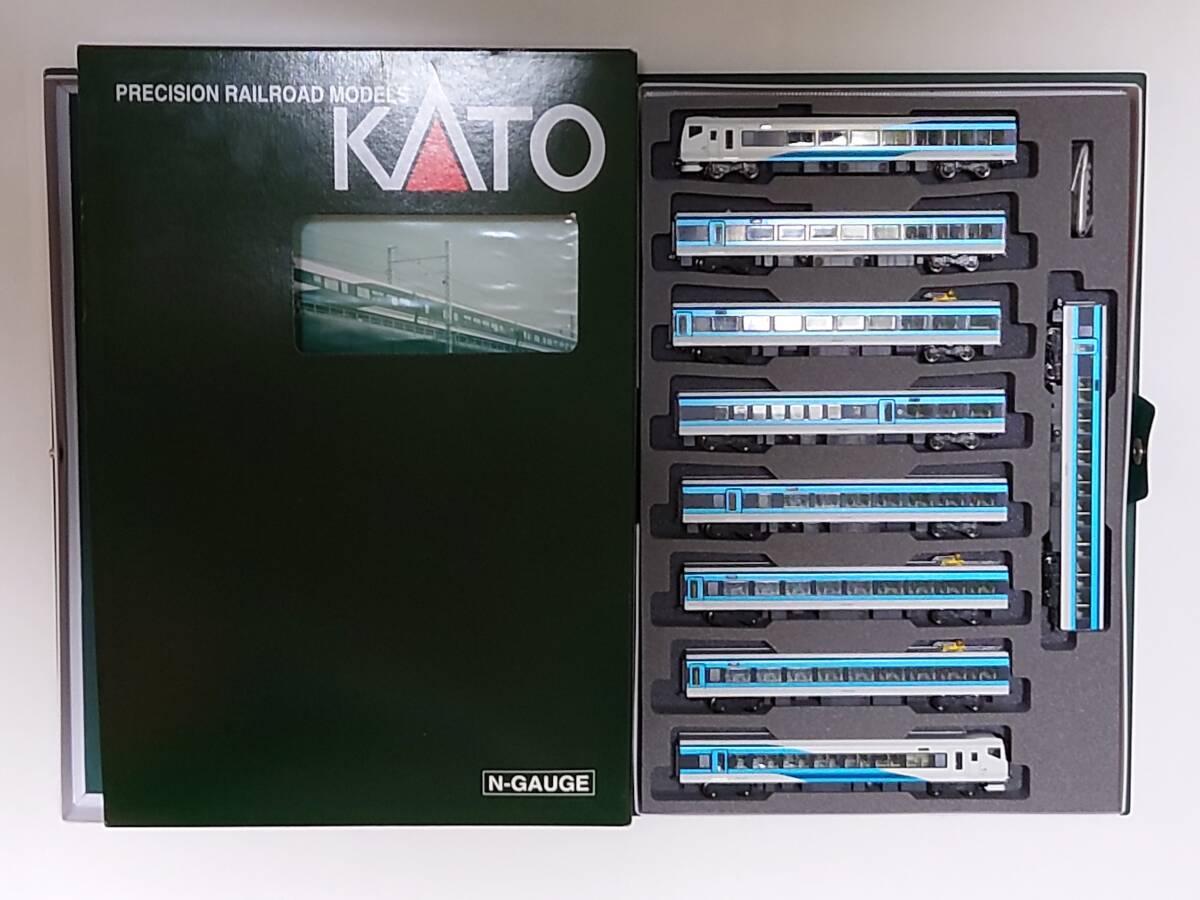 PRECISION RAILROAD MODELS
KATO
N-GAUGE